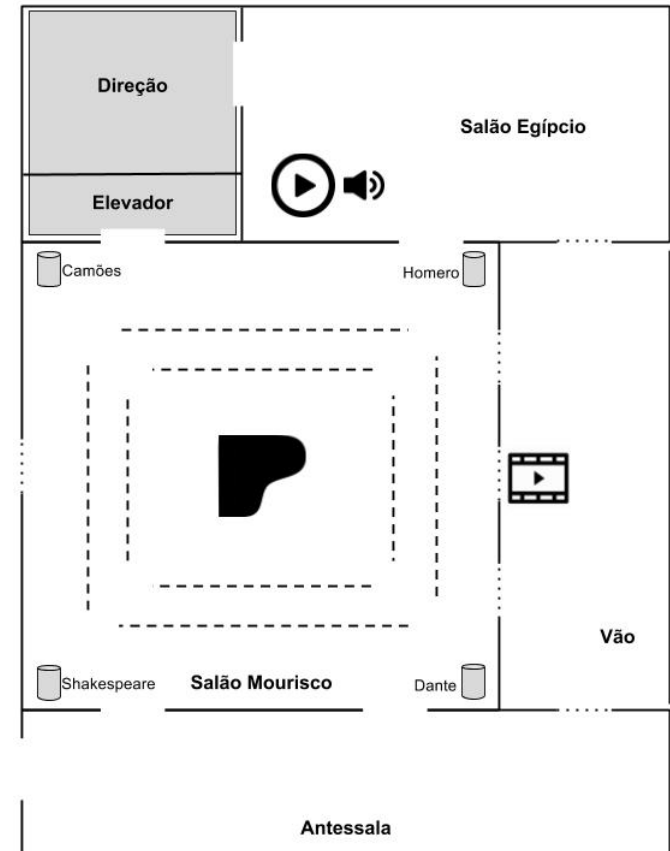 Direção
Salão Egípcio
Elevador
Camões
Homero
Vão
Shakespeare
Salão Mourisco
Dante
Antessala